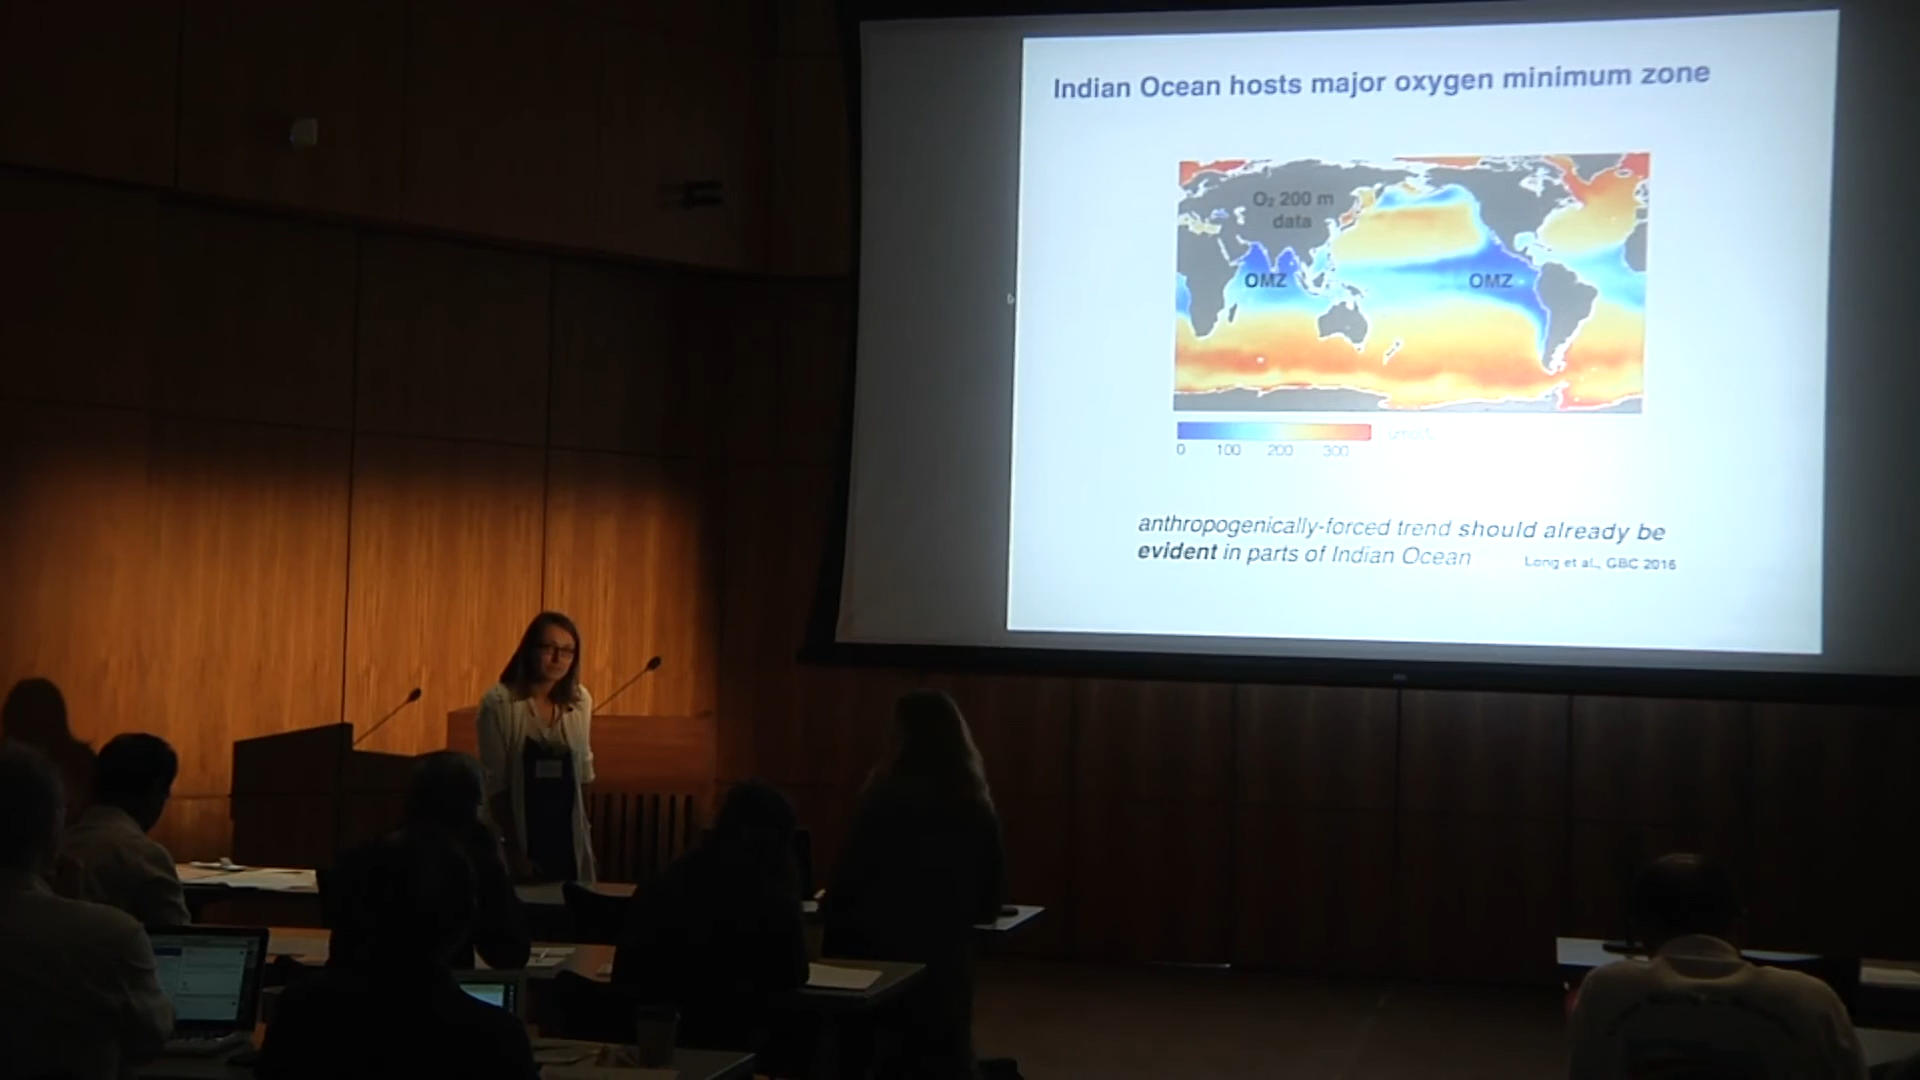 Indian Ocean hosts major oxygen minimum zone
O₂ 200 m
data
OMZ OMZ
0 100 200 300
anthropogenically-forced trend should already be
evident in parts of Indian Ocean Long et al., GBC 2016